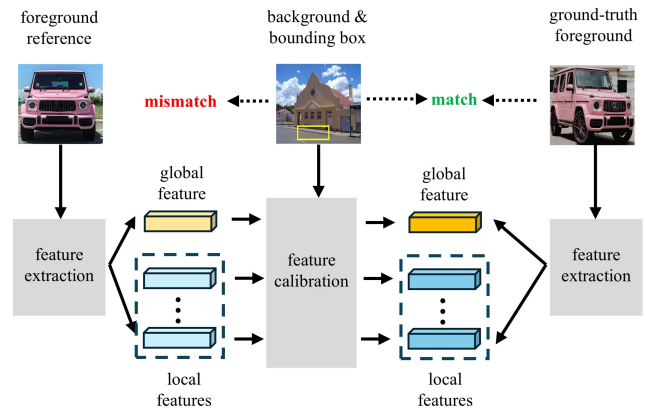 foreground
reference
background &
bounding box
ground-truth
foreground
mismatch
match
global
feature
global
feature
feature
extraction
feature
calibration
feature
extraction
local
features
local
features